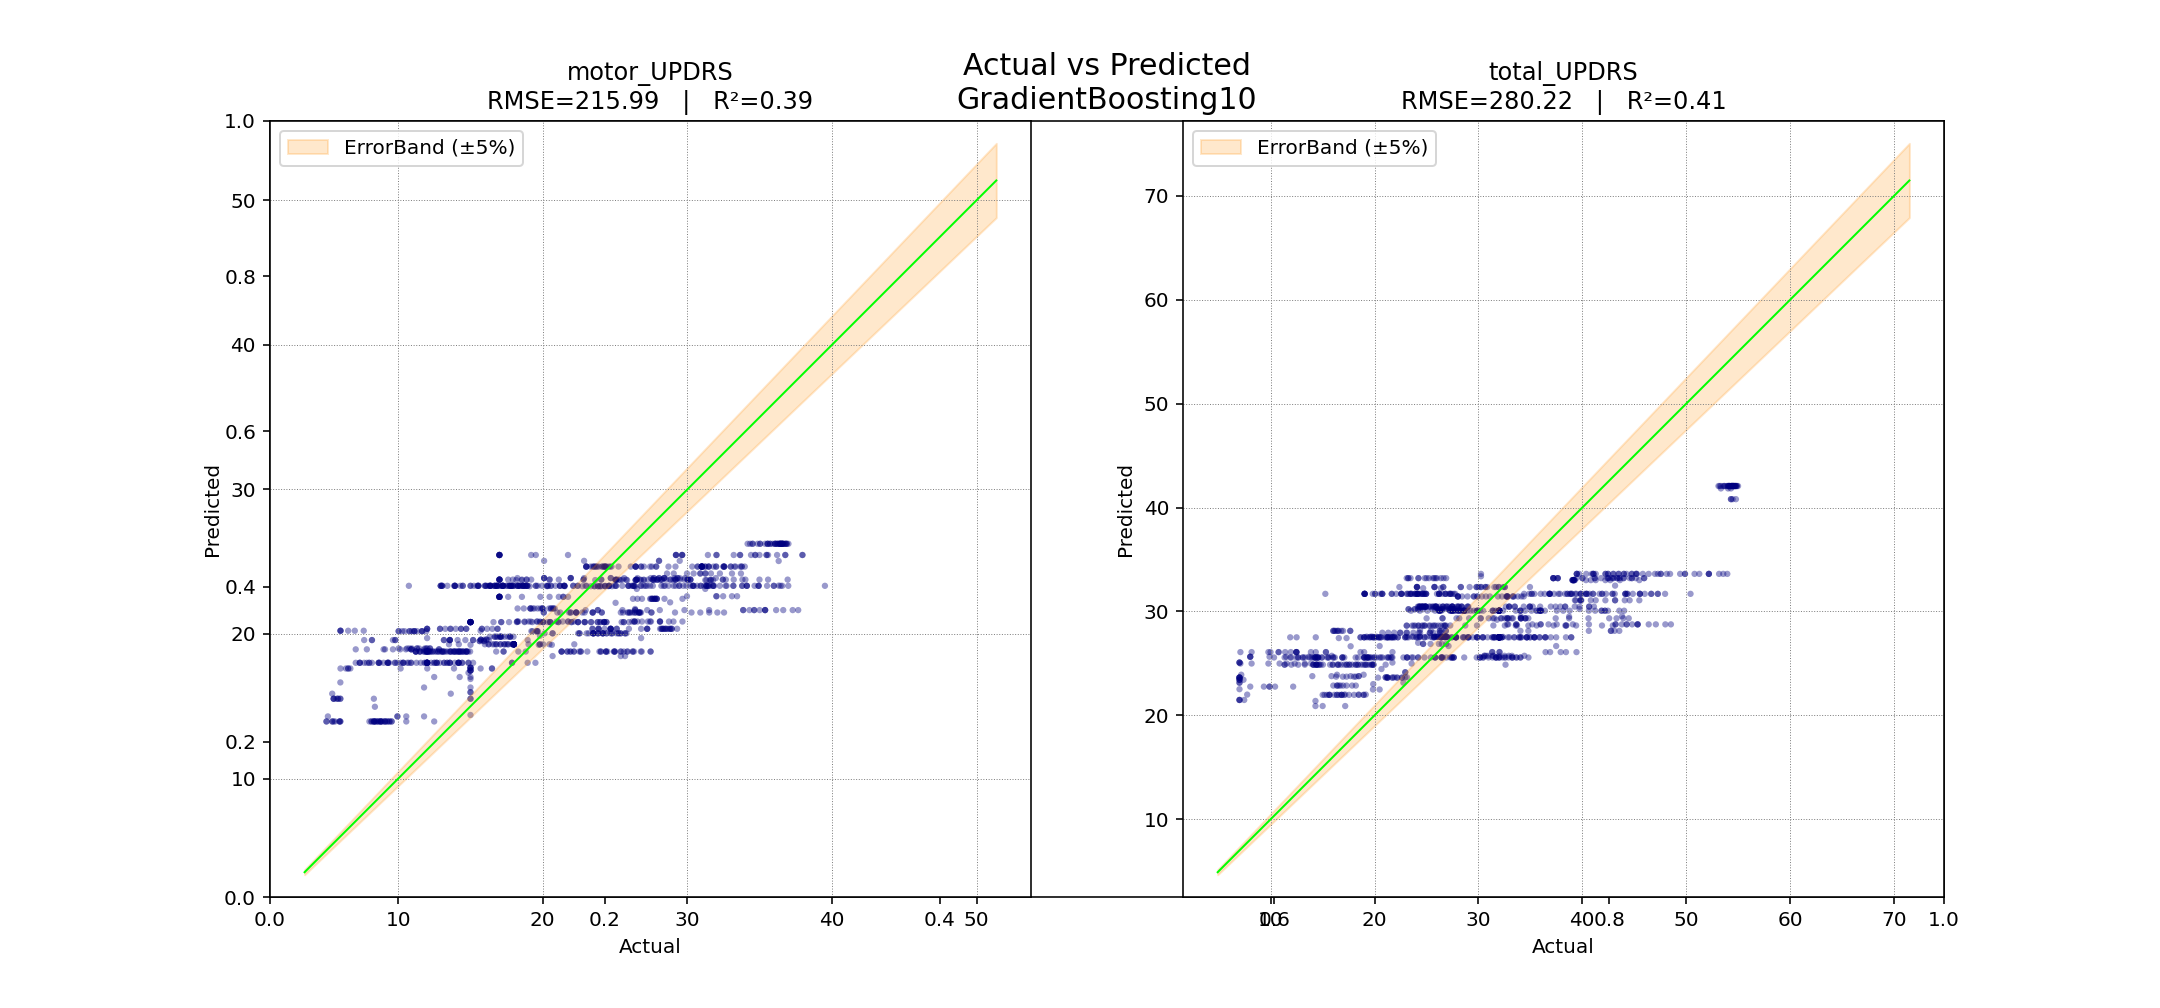 Actual vs Predicted
GradientBoosting10
motor_UPDRS
RMSE=215.99 | R²=0.39
ErrorBand (±5%)
1.0
50
0.8
40
0.6
30
0.4
20
0.2
10
0.0
Predicted
0.0 10 20 0.2 30 40 0.4 50
Actual
total_UPDRS
RMSE=280.22 | R²=0.41
ErrorBand (±5%)
70
60
50
40
30
20
10
Predicted
10 0.6 20 30 40 0.8 50 60 70 1.0
Actual